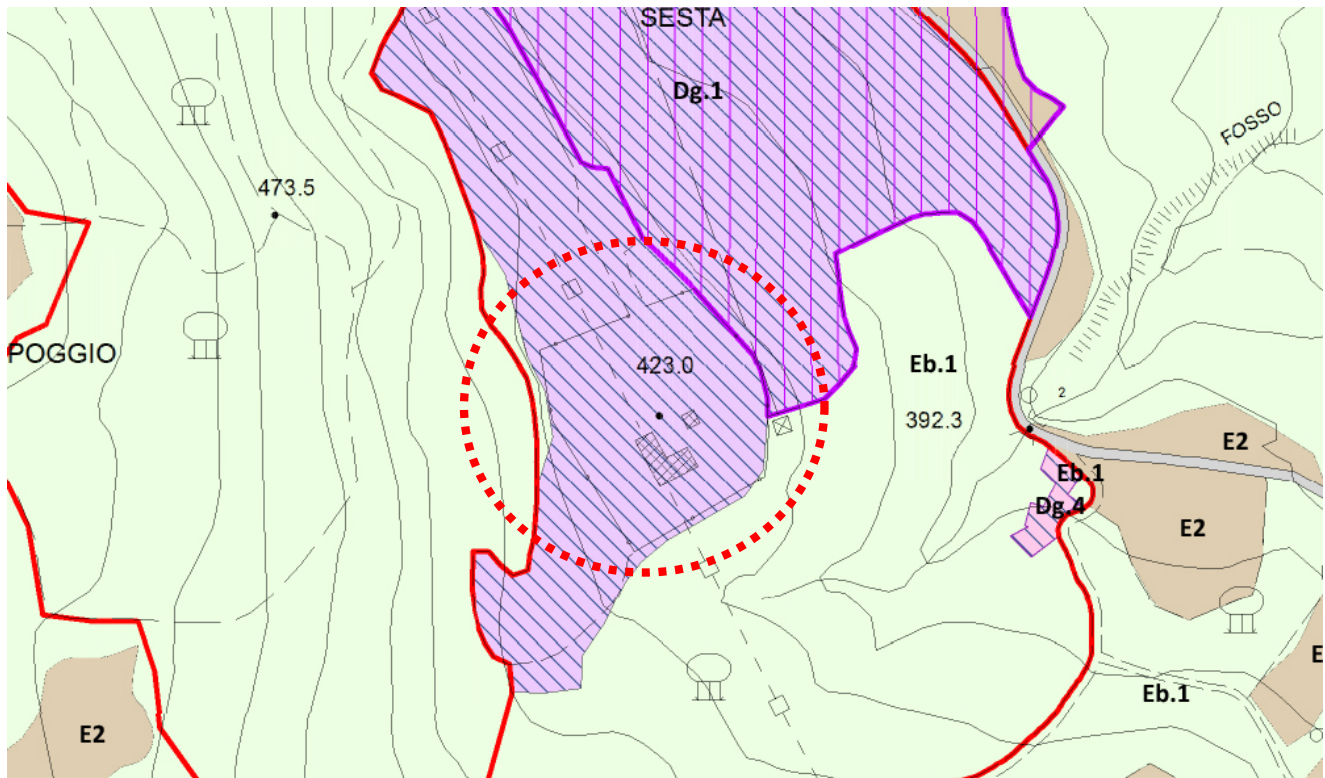 SESTA
Dg.1
FOSSO
473.5
POGGIO
423.0
Eb.1
392.3
2
E2
Eb.1
Dg.4
E2
E
Eb.1
E2